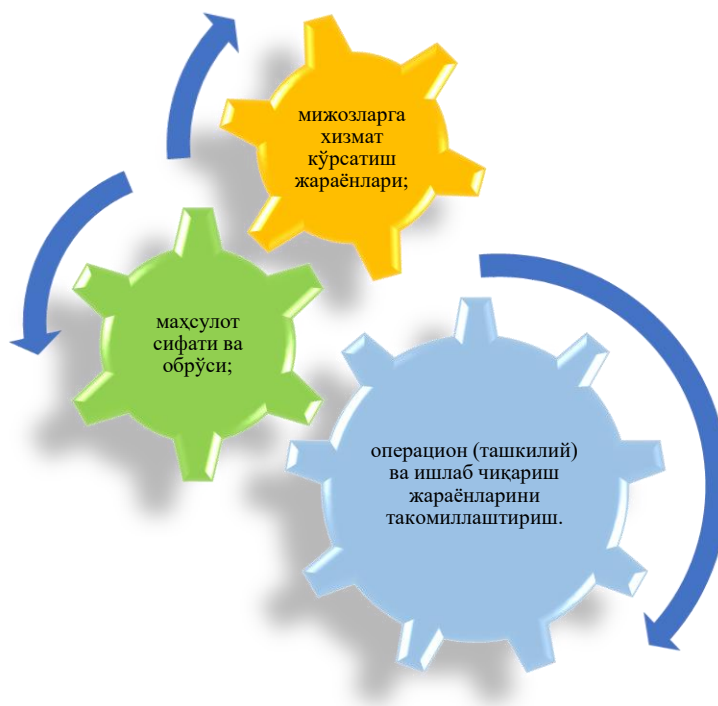 мижозларга
хизмат
кўрсатиш
жараёнлари;
маҳсулот
сифати ва
обрўси;
операцион (ташкилий)
ва ишлаб чиқариш
жараёнларини
такомиллаштириш.